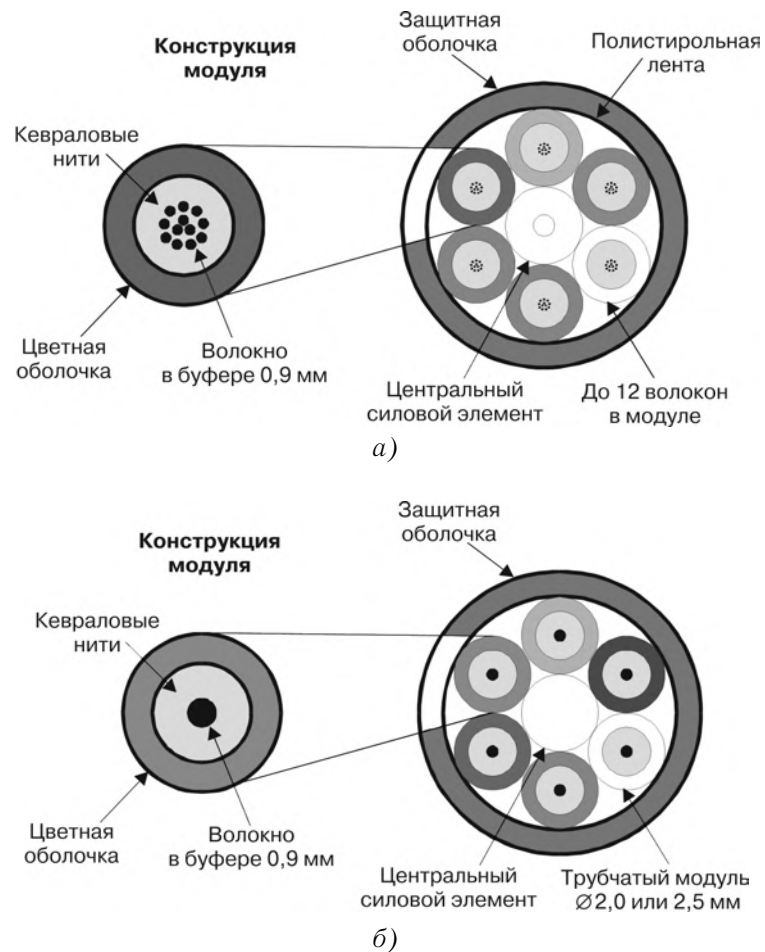 Конструкция
модуля
Защитная
оболочка
Полистирольная
лента
Кевраловые
нити
Цветная
оболочка
Волокно
в буфере 0,9 мм
Центральный
силовой элемент
До 12 волокон
в модуле
а)
Конструкция
модуля
Защитная
оболочка
Кевраловые
нити
Цветная
оболочка
Волокно
в буфере 0,9 мм
Центральный
силовой элемент
Трубчатый модуль
∅2,0 или 2,5 мм
б)